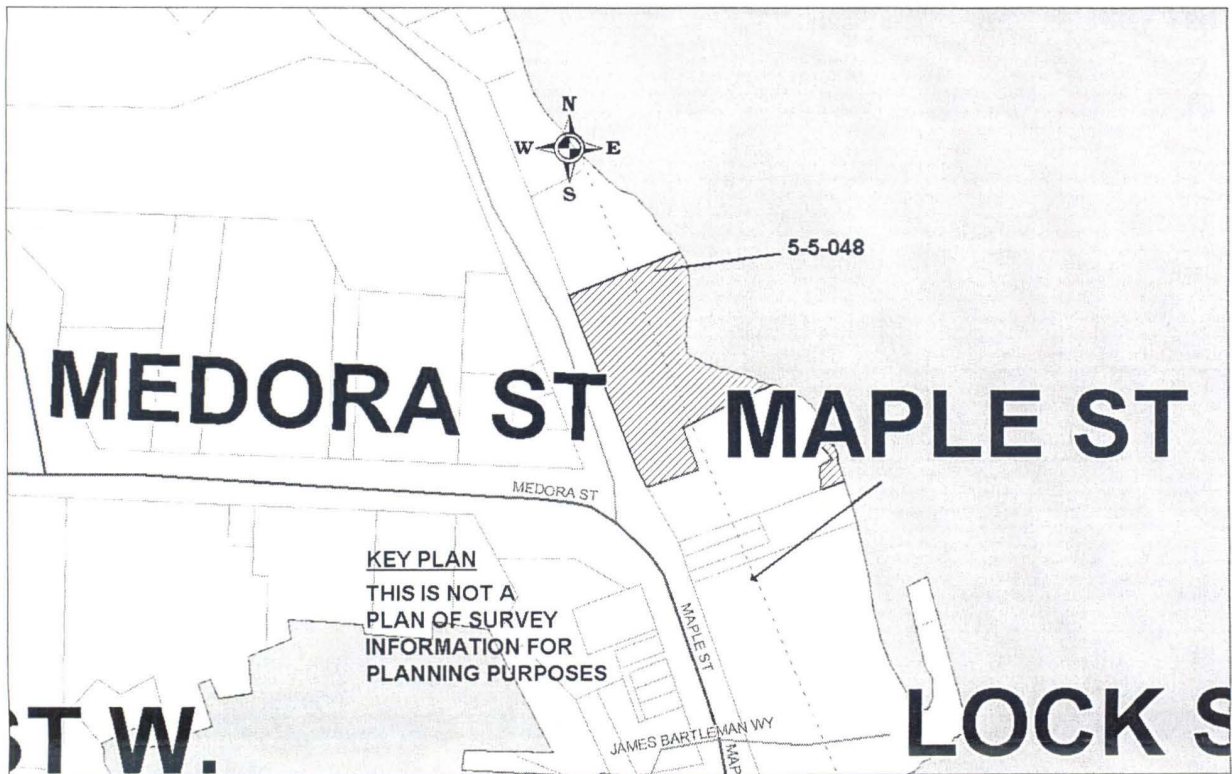 N
W E
S
5-5-048
MEDORA ST
MAPLE ST
MEDORA ST
KEY PLAN
THIS IS NOT A
PLAN OF SURVEY
INFORMATION FOR
PLANNING PURPOSES
MAPLE ST
ST W.
LOCK S
JAMES BARTLEMAN WY
MAP